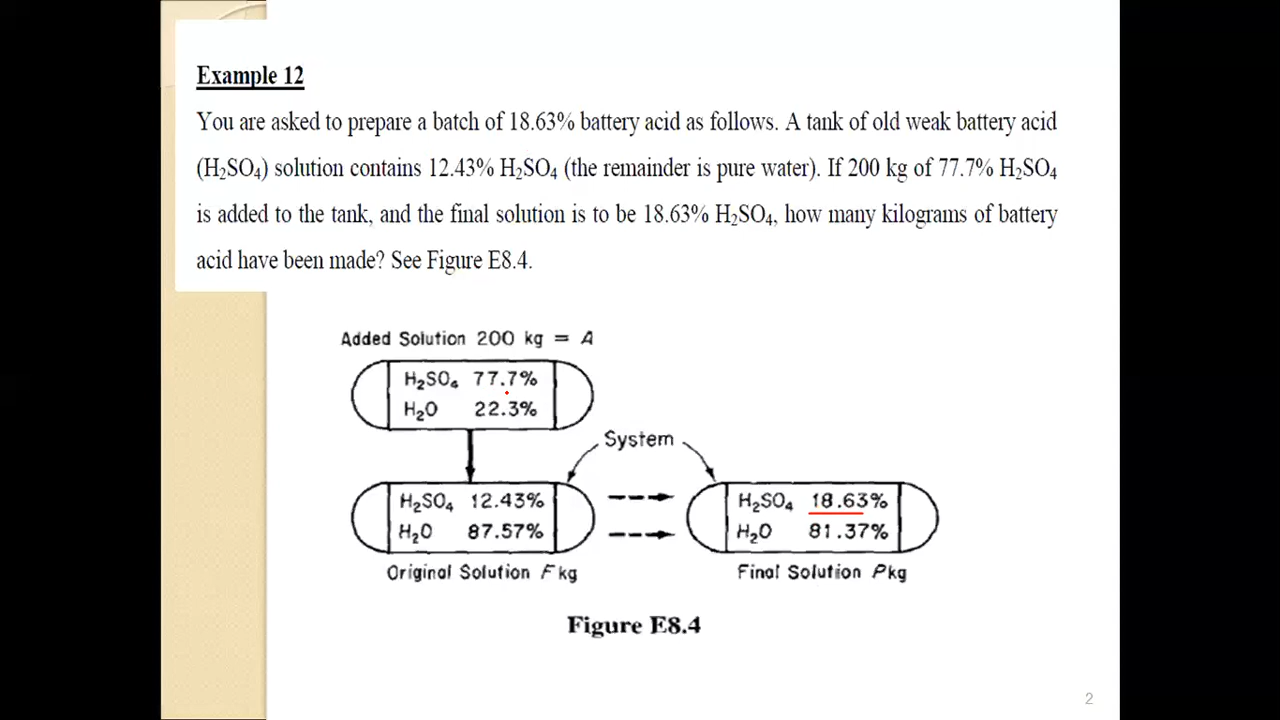 Example 12
You are asked to prepare a batch of 18.63% battery acid as follows. A tank of old weak battery acid
(H₂SO₄) solution contains 12.43% H₂SO₄ (the remainder is pure water). If 200 kg of 77.7% H₂SO₄
is added to the tank, and the final solution is to be 18.63% H₂SO₄, how many kilograms of battery
acid have been made? See Figure E8.4.
Added Solution 200 kg = A
H₂SO₄ 77.7%
H₂O 22.3%
System
H₂SO₄ 12.43%
H₂O 87.57%
Original Solution F kg
H₂SO₄ 18.63%
H₂O 81.37%
Final Solution P kg
Figure E8.4
2